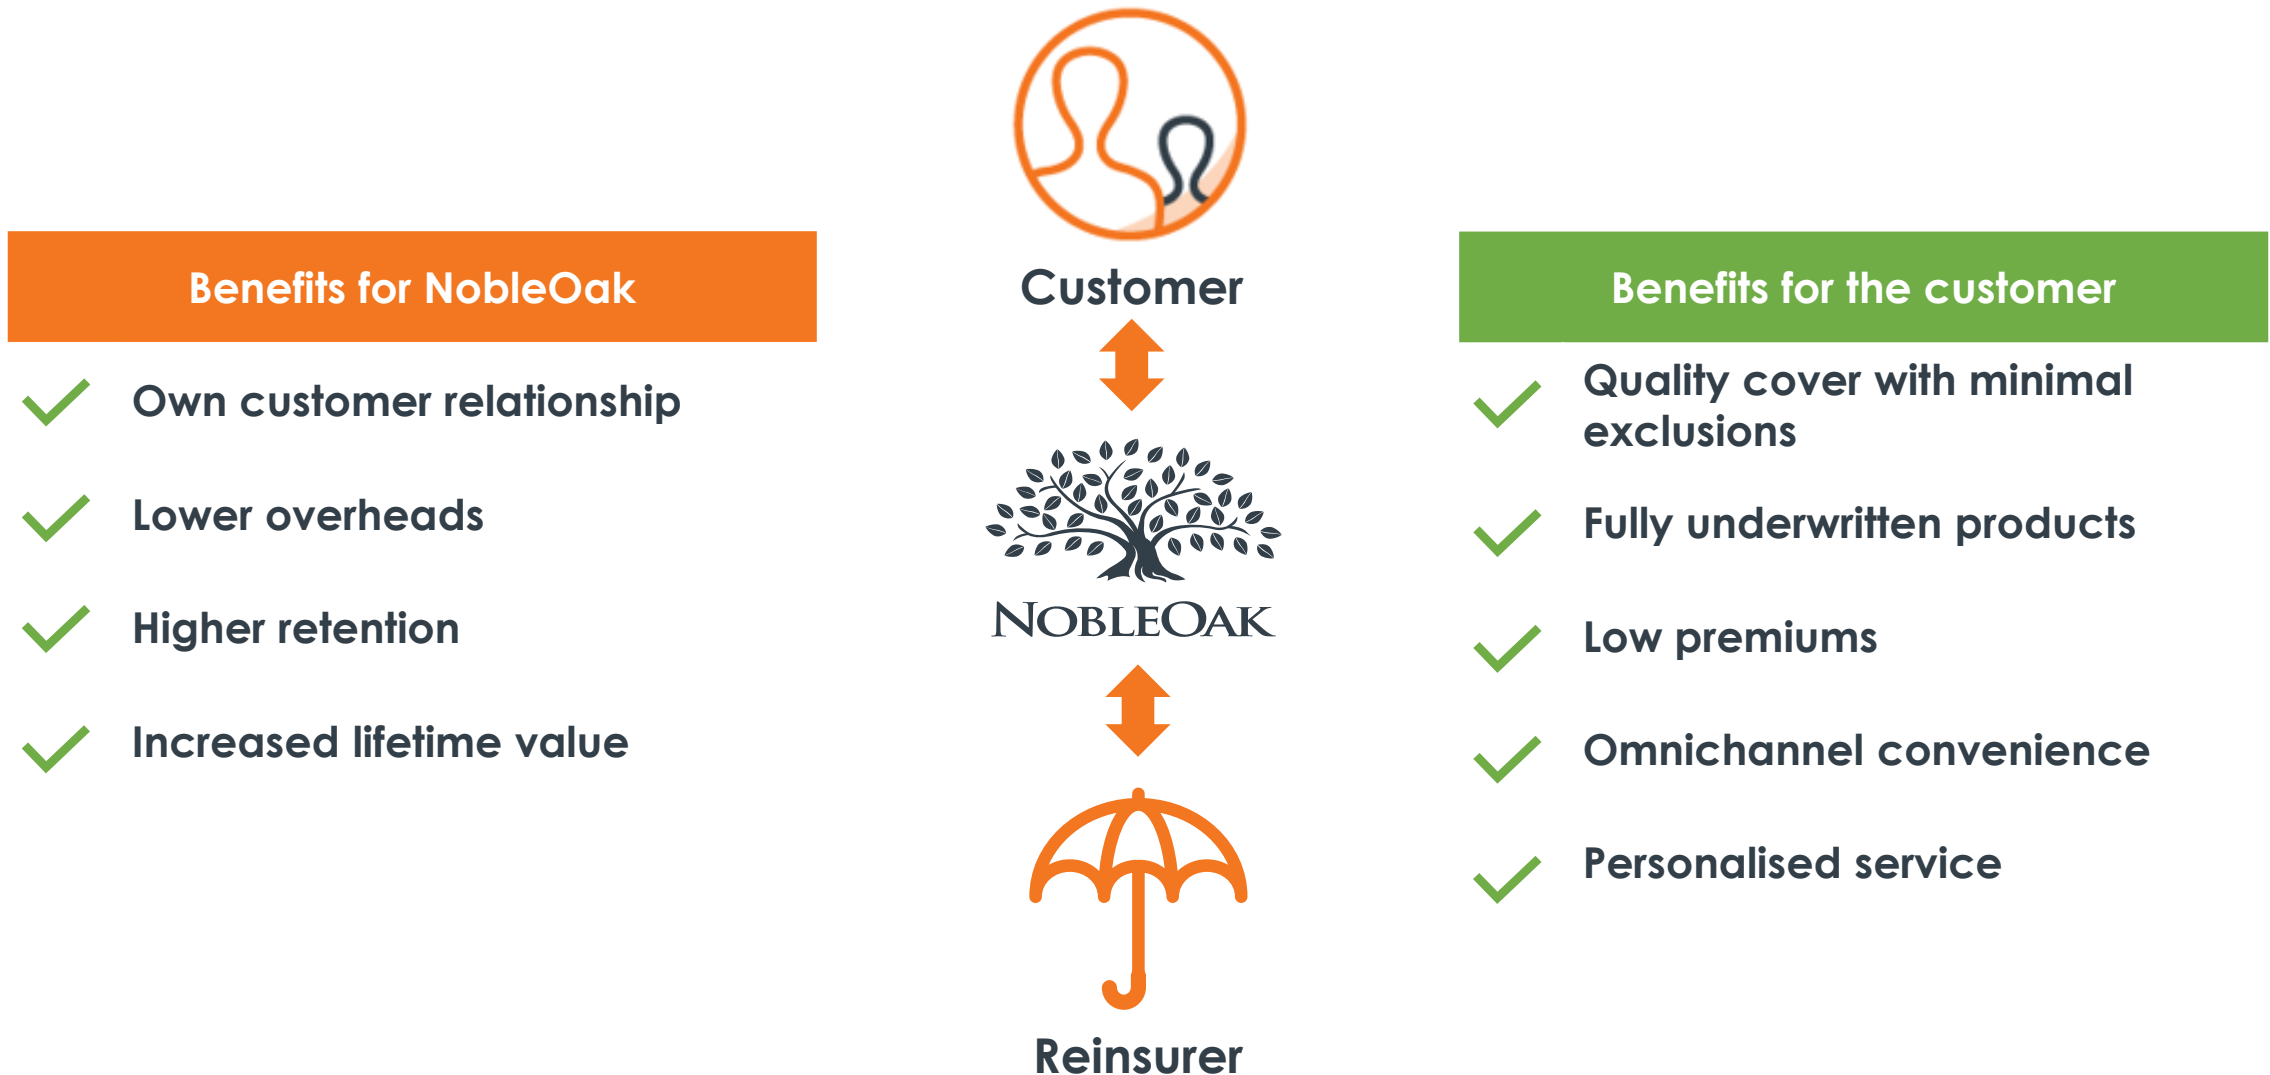 Customer
Benefits for NobleOak
Own customer relationship
Lower overheads
Higher retention
Increased lifetime value
NOBLEOAK
Reinsurer
Benefits for the customer
Quality cover with minimal
exclusions
Fully underwritten products
Low premiums
Omnichannel convenience
Personalised service